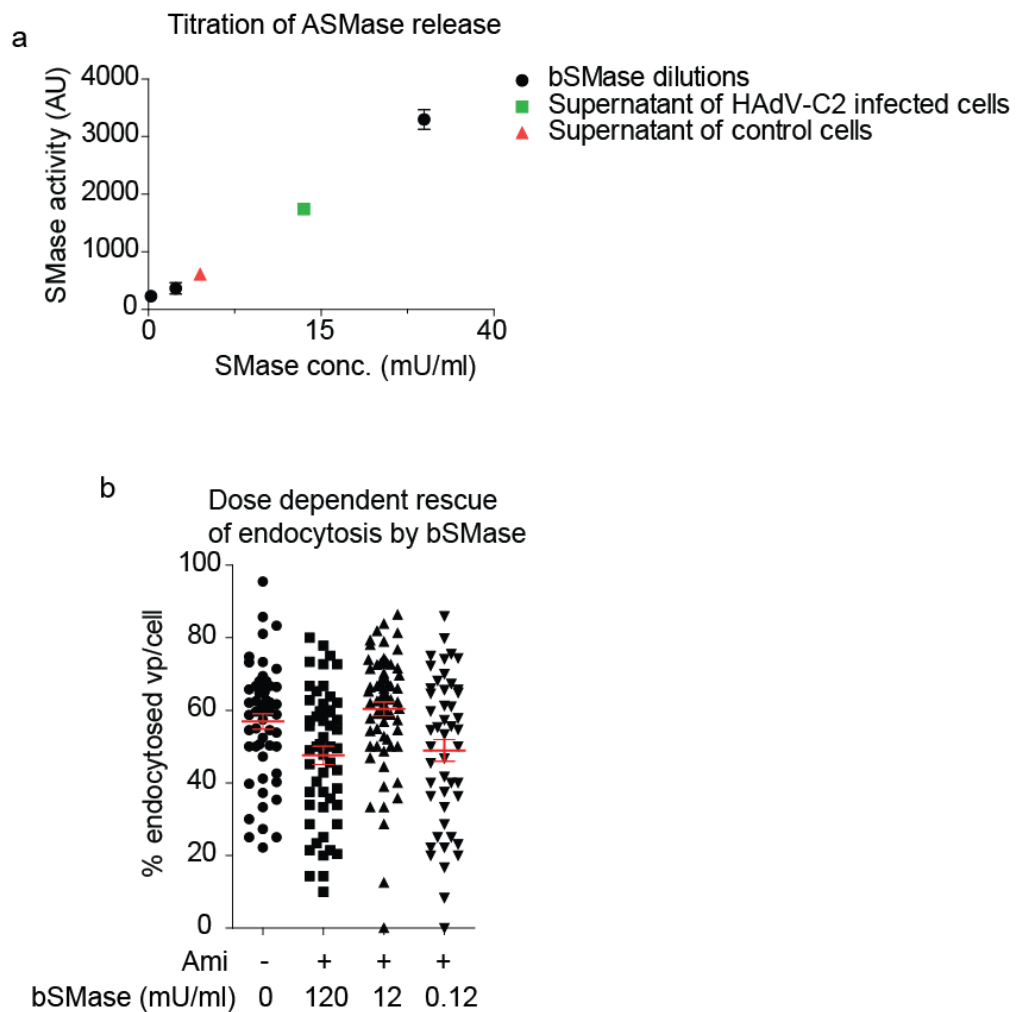 a
Titration of ASMase release
SMase activity (AU)
4000
3000
2000
1000
0
0 15 40
SMase conc. (mU/ml)
bSMase dilutions
Supernatant of HAdV-C2 infected cells
Supernatant of control cells
b
Dose dependent rescue
of endocytosis by bSMase
% endocytosed vp/cell
100
80
60
40
20
0
Ami - + + +
bSMase (mU/ml) 0 120 12 0.12